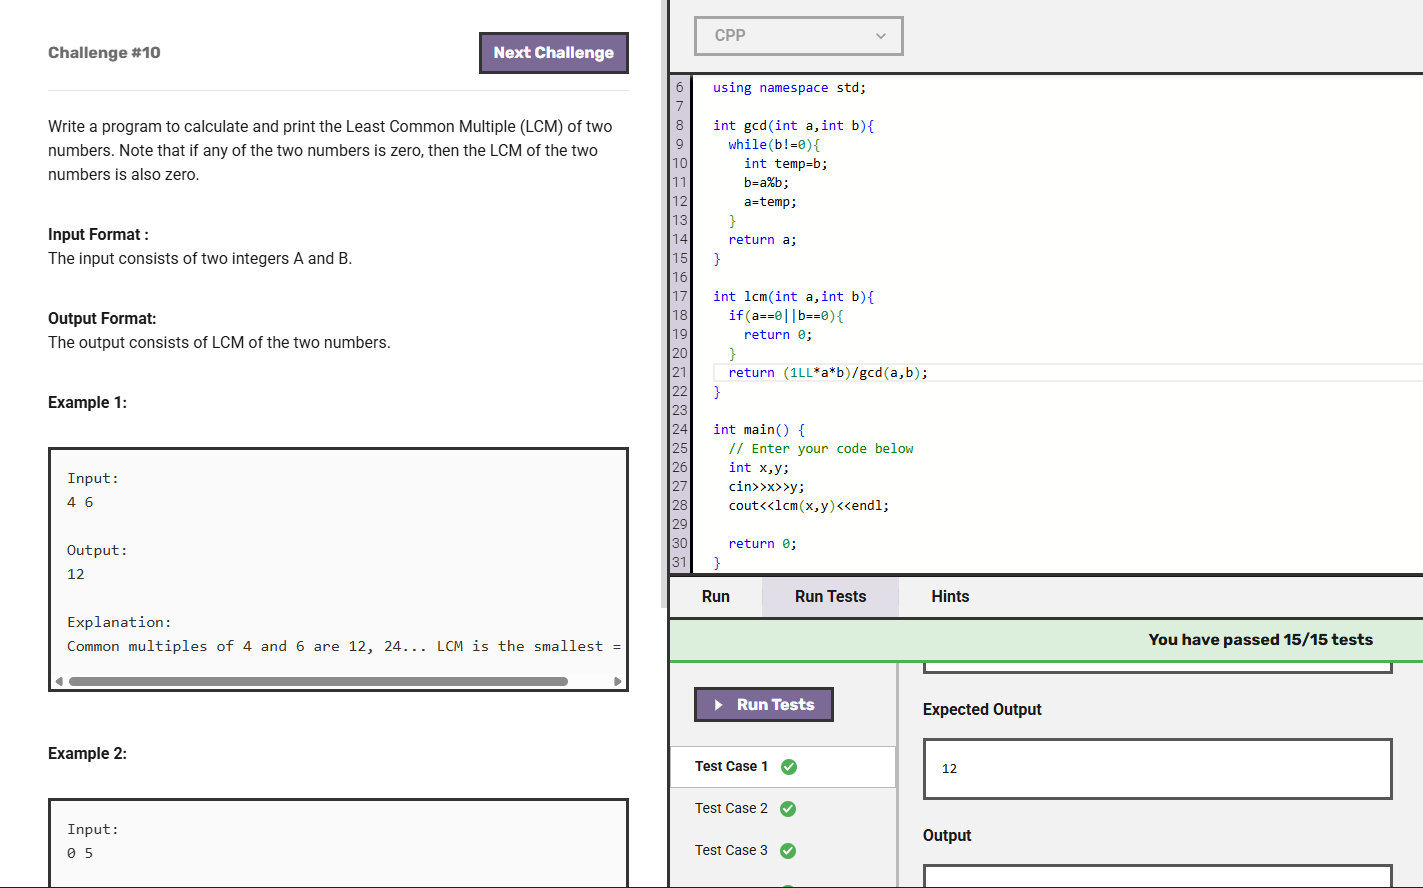 Challenge #10
Next Challenge
Write a program to calculate and print the Least Common Multiple (LCM) of two
numbers. Note that if any of the two numbers is zero, then the LCM of the two
numbers is also zero.
Input Format :
The input consists of two integers A and B.
Output Format:
The output consists of LCM of the two numbers.
Example 1:
Input:
4 6
Output:
12
Explanation:
Common multiples of 4 and 6 are 12, 24... LCM is the smallest =
Example 2:
Input:
0 5
CPP
6 using namespace std;
7
8 int gcd(int a,int b){
9 while(b!=0){
10 int temp=b;
11 b=a%b;
12 a=temp;
13 }
14 return a;
15 }
16
17 int lcm(int a,int b){
18 if(a==0||b==0){
19 return 0;
20 }
21 return (1LL*a*b)/gcd(a,b);
22 }
23
24 int main() {
25 // Enter your code below
26 int x,y;
27 cin>>x>>y;
28 cout<<lcm(x,y)<<endl;
29
30 return 0;
31 }
Run Run Tests Hints
You have passed 15/15 tests
Run Tests
Test Case 1
Test Case 2
Test Case 3
Expected Output
12
Output